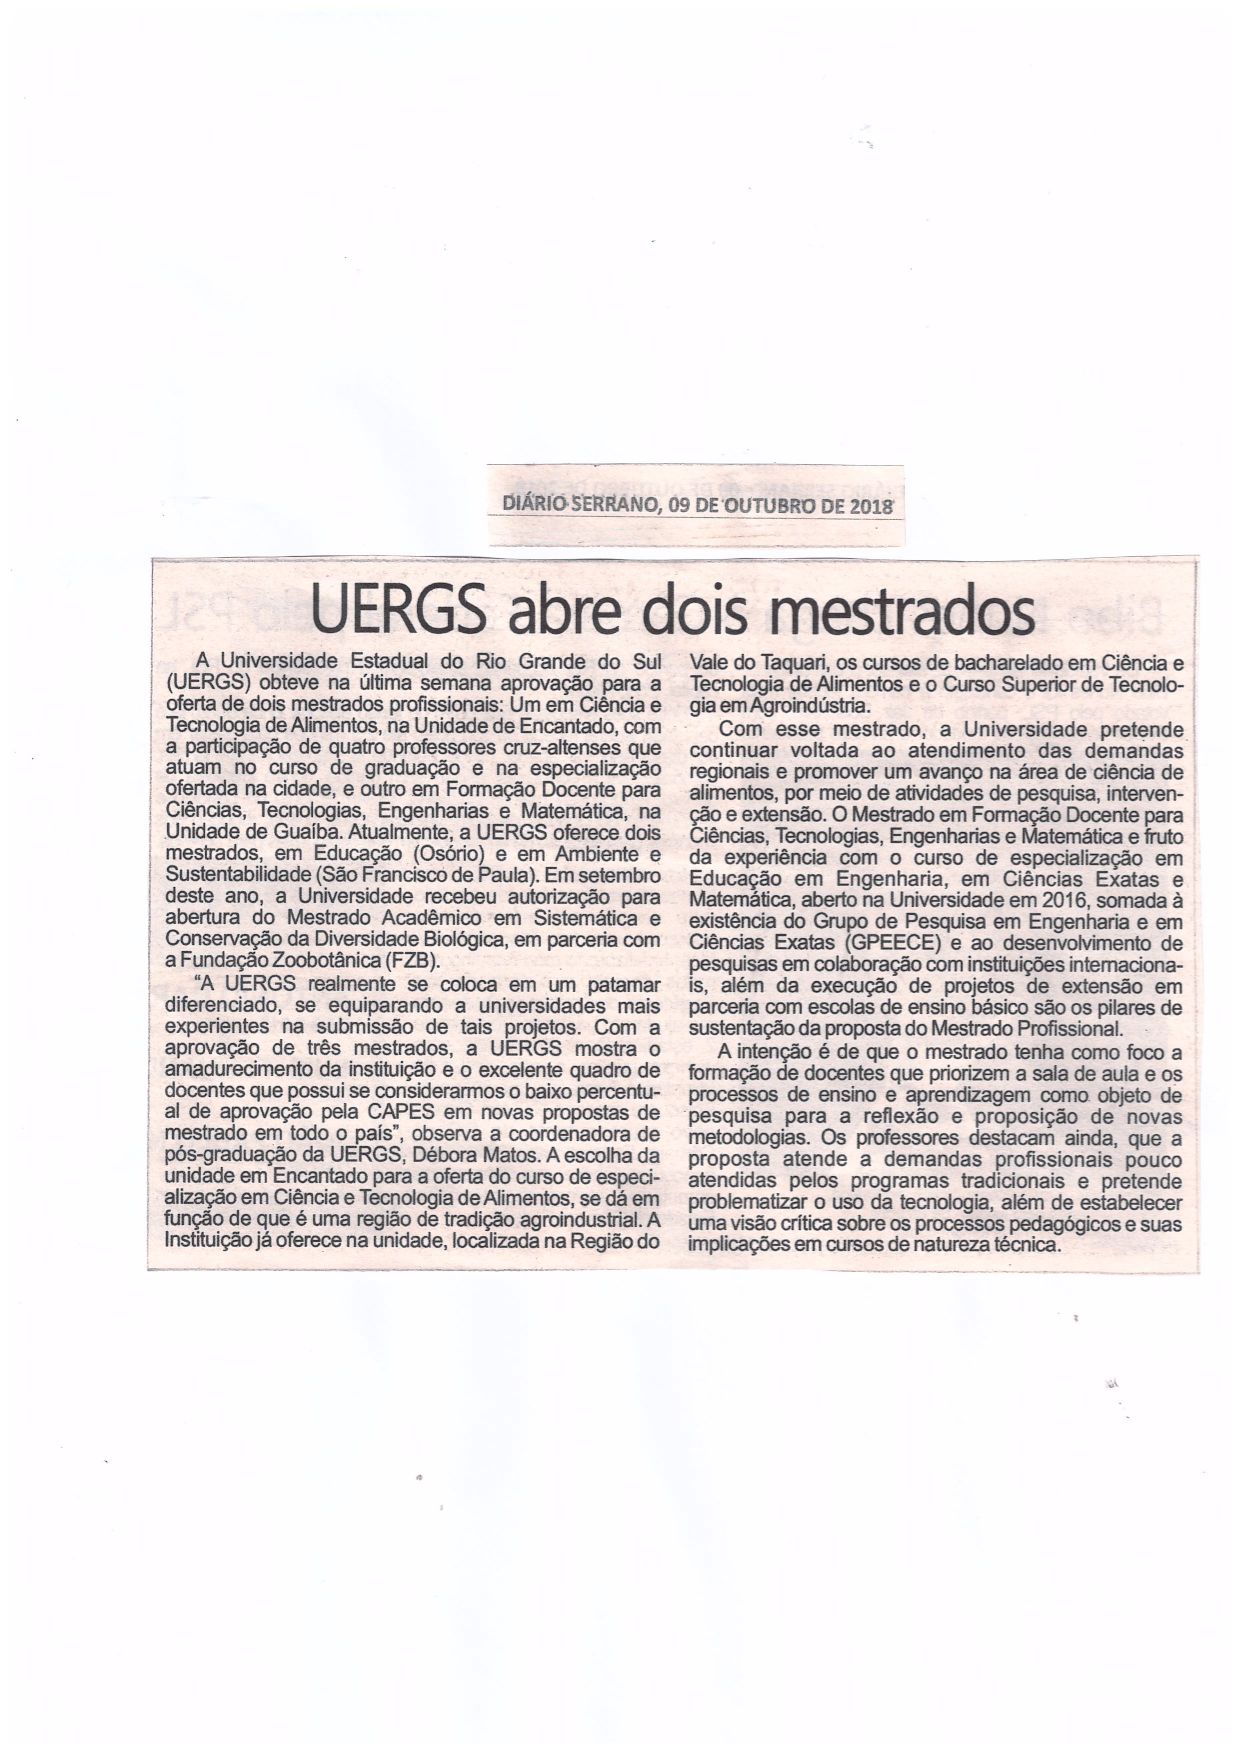 DIÁRIO SERRANO, 09 DE OUTUBRO DE 2018
UERGS abre dois mestrados
A Universidade Estadual do Rio Grande do Sul
(UERGS) obteve na última semana aprovação para a
oferta de dois mestrados profissionais: Um em Ciência e
Tecnologia de Alimentos, na Unidade de Encantado, com
a participação de quatro professores cruz-altenses que
atuam no curso de graduação e na especialização
ofertada na cidade, e outro em Formação Docente para
Ciências, Tecnologias, Engenharias e Matemática, na
Unidade de Guaíba. Atualmente, a UERGS oferece dois
mestrados, em Educação (Osório) e em Ambiente e
Sustentabilidade (São Francisco de Paula). Em setembro
deste ano, a Universidade recebeu autorização para
abertura do Mestrado Acadêmico em Sistemática e
Conservação da Diversidade Biológica, em parceria com
a Fundação Zoobotânica (FZB).
"A UERGS realmente se coloca em um patamar
diferenciado, se equiparando a universidades mais
experientes na submissão de tais projetos. Com a
aprovação de três mestrados, a UERGS mostra o
amadurecimento da instituição e o excelente quadro de
docentes que possui se considerarmos o baixo percentu-
al de aprovação pela CAPES em novas propostas de
mestrado em todo o país", observa a coordenadora de
pós-graduação da UERGS, Débora Matos. A escolha da
unidade em Encantado para a oferta do curso de especi-
alização em Ciência e Tecnologia de Alimentos, se dá em
função de que é uma região de tradição agroindustrial. A
Instituição já oferece na unidade, localizada na Região do
Vale do Taquari, os cursos de bacharelado em Ciência e
Tecnologia de Alimentos e o Curso Superior de Tecnolo-
gia em Agroindústria.
Com esse mestrado, a Universidade pretende
continuar voltada ao atendimento das demandas
regionais e promover um avanço na área de ciência de
alimentos, por meio de atividades de pesquisa, interven-
ção e extensão. O Mestrado em Formação Docente para
Ciências, Tecnologias, Engenharias e Matemática e fruto
da experiência com o curso de especialização em
Educação em Engenharia, em Ciências Exatas e
Matemática, aberto na Universidade em 2016, somada à
existência do Grupo de Pesquisa em Engenharia e em
Ciências Exatas (GPEECE) e ao desenvolvimento de
pesquisas em colaboração com instituições internaciona-
is, além da execução de projetos de extensão em
parceria com escolas de ensino básico são os pilares de
sustentação da proposta do Mestrado Profissional.
A intenção é de que o mestrado tenha como foco a
formação de docentes que priorizem a sala de aula e os
processos de ensino e aprendizagem como objeto de
pesquisa para a reflexão e proposição de novas
metodologias. Os professores destacam ainda, que a
proposta atende a demandas profissionais pouco
atendidas pelos programas tradicionais e pretende
problematizar o uso da tecnologia, além de estabelecer
uma visão crítica sobre os processos pedagógicos e suas
implicações em cursos de natureza técnica.